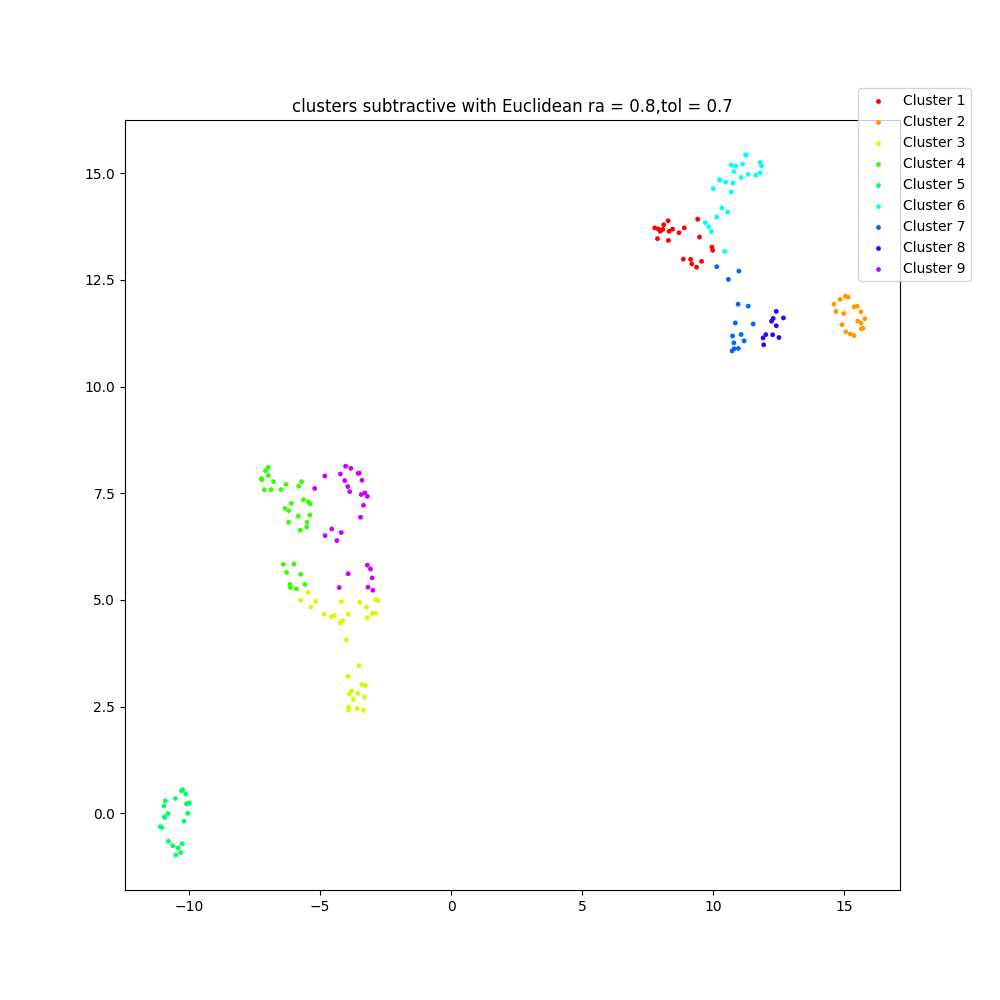 clusters subtractive with Euclidean ra = 0.8,tol = 0.7
Cluster 1
Cluster 2
Cluster 3
Cluster 4
Cluster 5
Cluster 6
Cluster 7
Cluster 8
Cluster 9
15.0
12.5
10.0
7.5
5.0
2.5
0.0
−10 −5 0 5 10 15